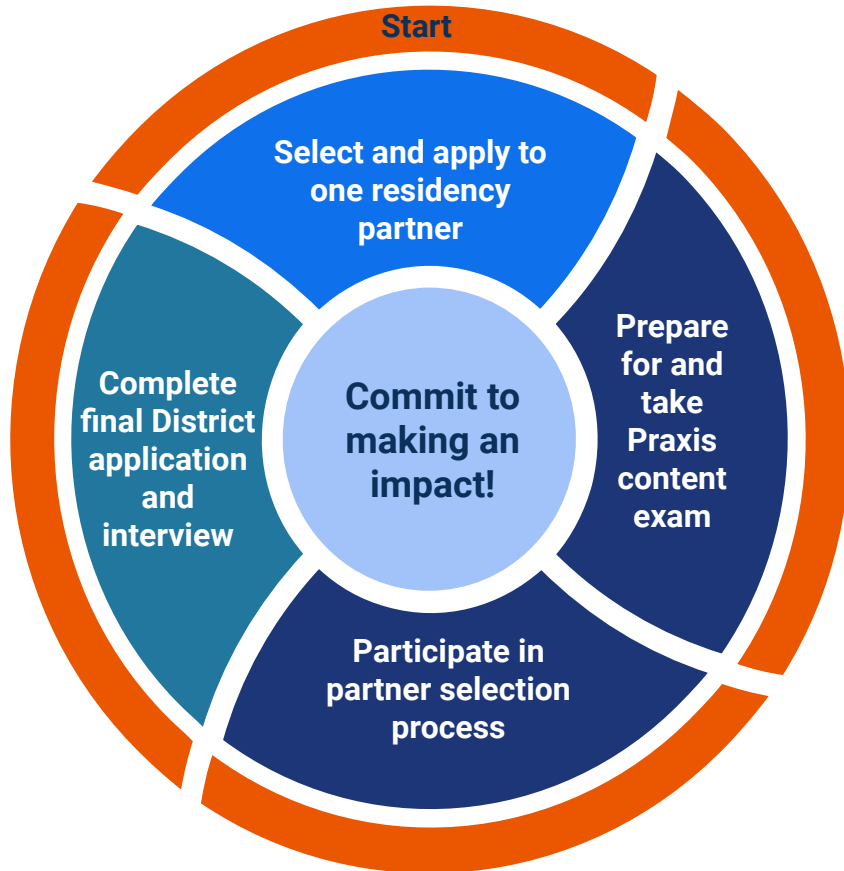 Start
Select and apply to
one residency
partner
Prepare
for and
take
Praxis
content
exam
Participate in
partner selection
process
Complete
final District
application
and
interview
Commit to
making an
impact!